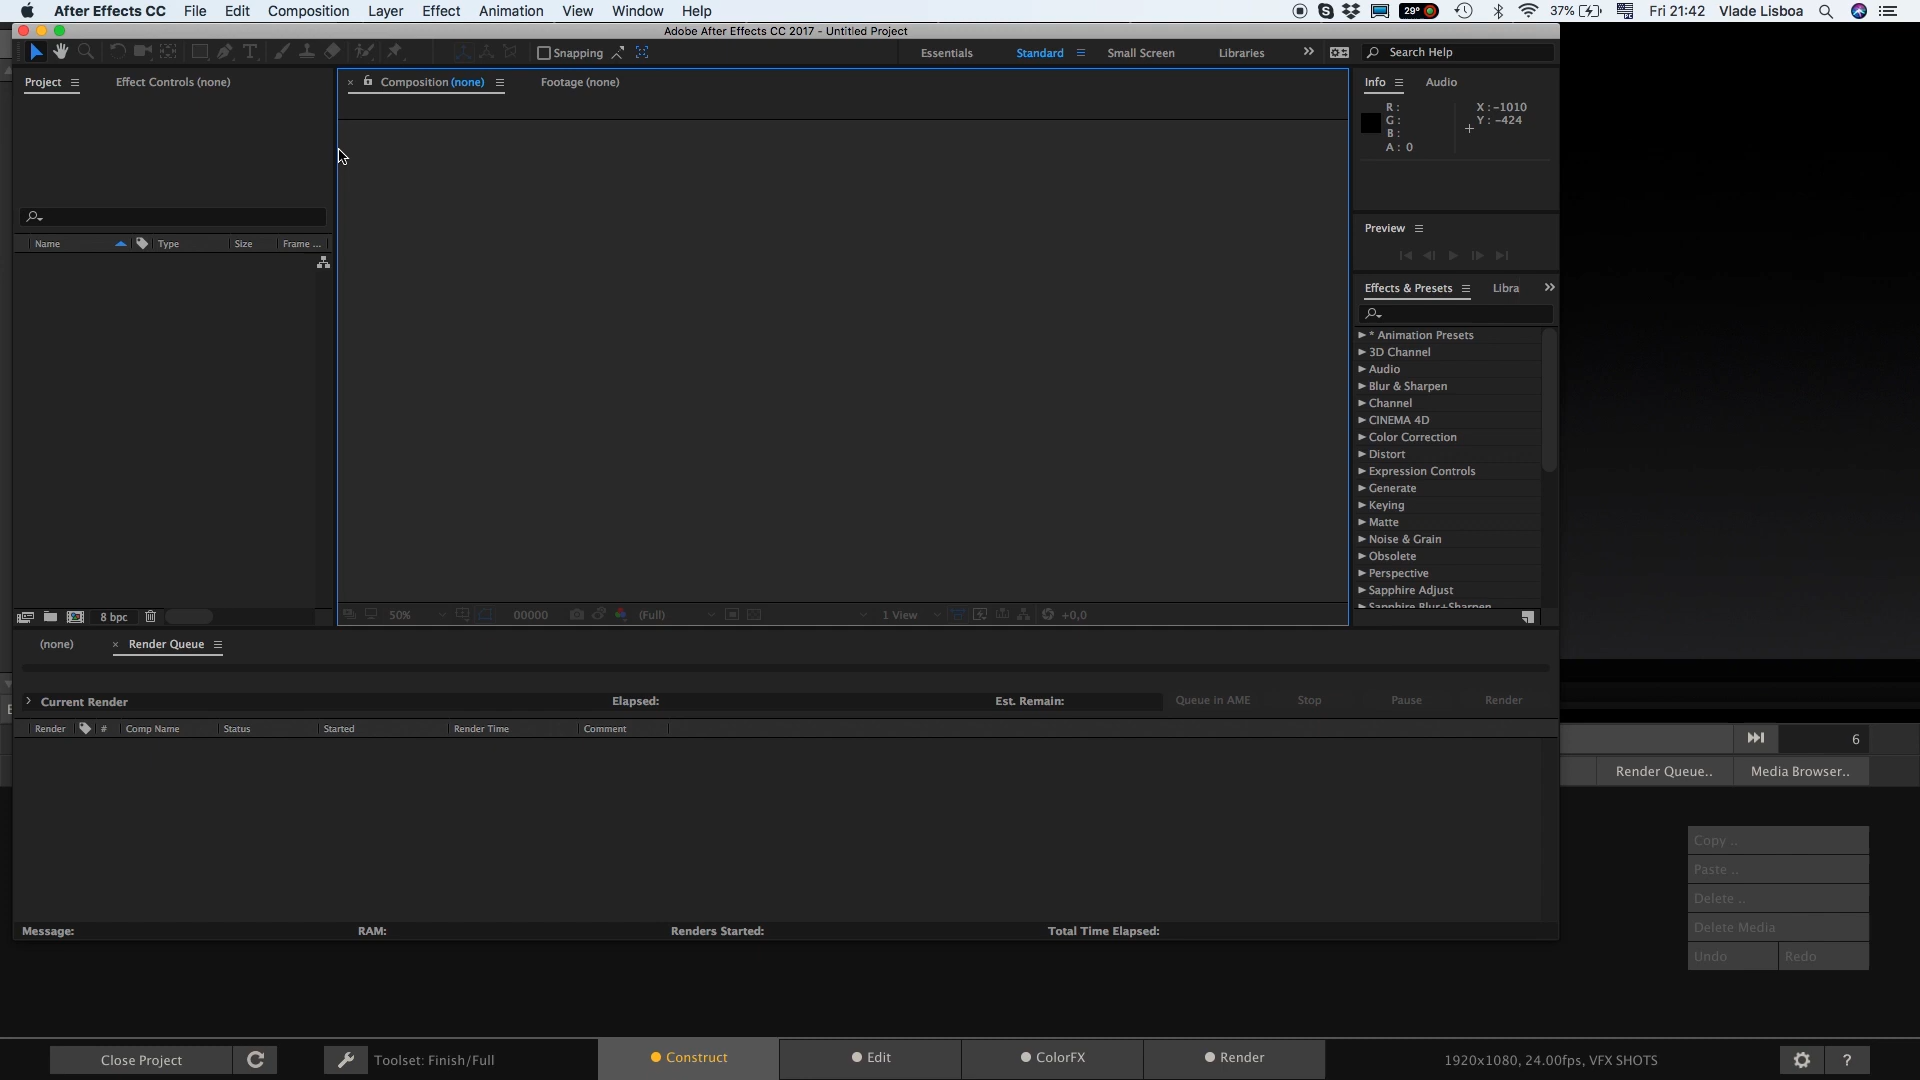 After Effects CC File Edit Composition Layer Effect Animation View Window Help 29° 37% Fri 21:42 Vlade Lisboa
Adobe After Effects CC 2017 - Untitled Project
Snapping Essentials Standard Small Screen Libraries Search Help
Project Effect Controls (none) Composition (none) Footage (none) Info Audio
R: X: -1010
G: Y: -424
B:
A: 0
Preview
Name Type Size Frame ...
Effects & Presets Libra
* Animation Presets
3D Channel
Audio
Blur & Sharpen
Channel
CINEMA 4D
Color Correction
Distort
Expression Controls
Generate
Keying
Matte
Noise & Grain
Obsolete
Perspective
Sapphire Adjust
Sapphire Blur+Sharpen
8 bpc 50% 00000 (Full) 1 View +0,0
(none) Render Queue
Current Render Elapsed: Est. Remain: Queue in AME Stop Pause Render
Render # Comp Name Status Started Render Time Comment
6
Render Queue.. Media Browser..
Copy ..
Paste ..
Delete ..
Delete Media
Undo Redo
Message: RAM: Renders Started: Total Time Elapsed:
Close Project Toolset: Finish/Full Construct Edit ColorFX Render 1920x1080, 24.00fps, VFX SHOTS ?